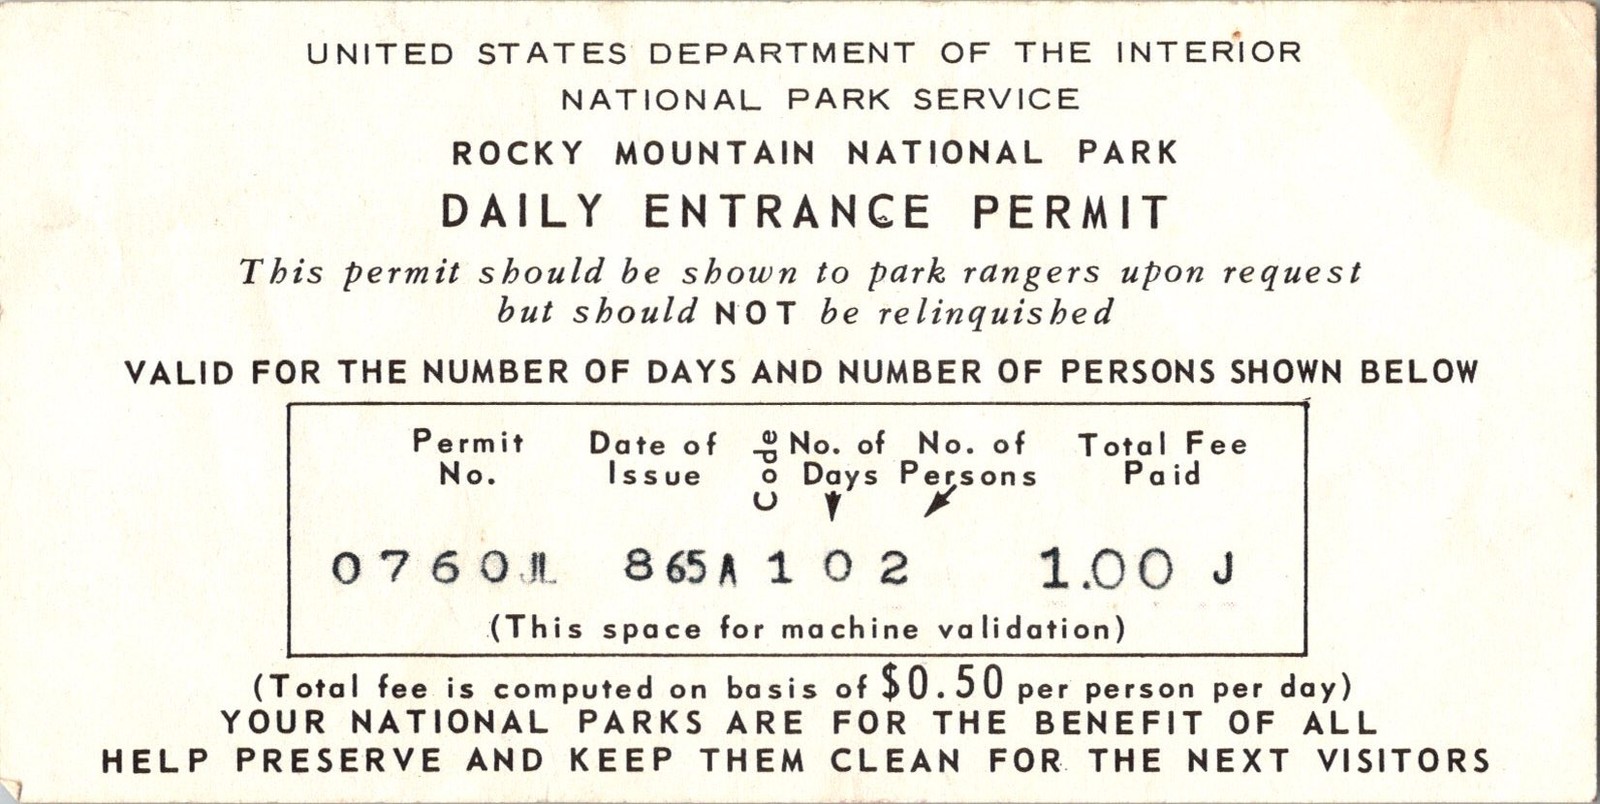 UNITED STATES DEPARTMENT OF THE INTERIOR
NATIONAL PARK SERVICE
ROCKY MOUNTAIN NATIONAL PARK
DAILY ENTRANCE PERMIT
This permit should be shown to park rangers upon request
but should NOT be relinquished
VALID FOR THE NUMBER OF DAYS AND NUMBER OF PERSONS SHOWN BELOW
Permit Date of Code No. of No. of Total Fee
No. Issue Days Persons Paid
0760JL 865A 1 0 2 1.00 J
(This space for machine validation)
(Total fee is computed on basis of $0.50 per person per day)
YOUR NATIONAL PARKS ARE FOR THE BENEFIT OF ALL
HELP PRESERVE AND KEEP THEM CLEAN FOR THE NEXT VISITORS